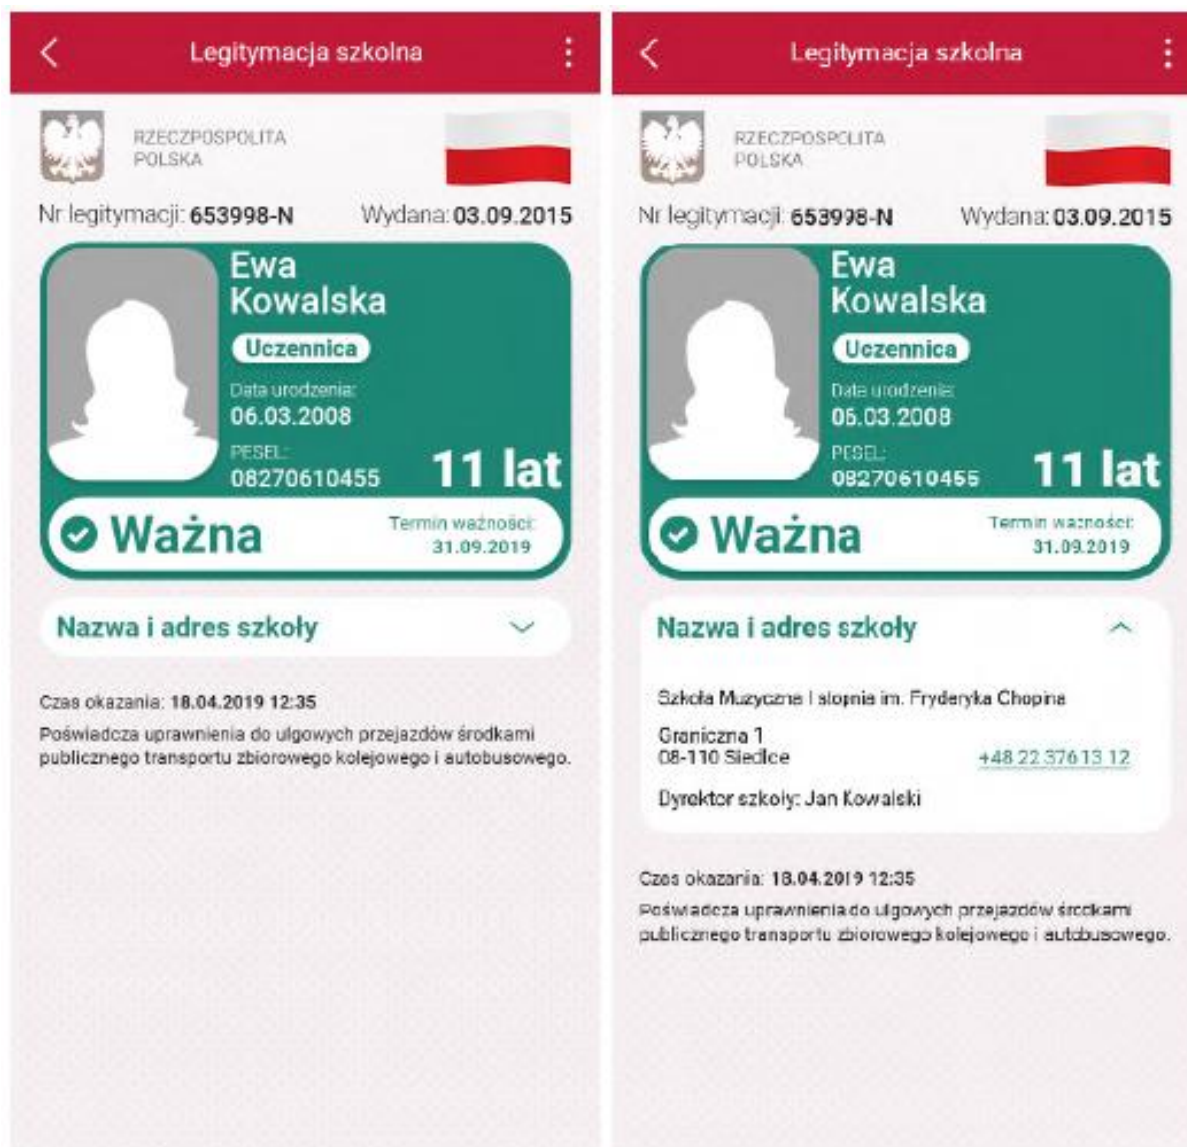 Legitymacja szkolna
RZECZPOSPOLITA
POLSKA
Nr legitymacji: 653998-N
Wydana: 03.09.2015
Ewa
Kowalska
Uczennica
Data urodzenia:
06.03.2008
PESEL:
08270610455
11 lat
Ważna
Termin ważności:
31.09.2019
Nazwa i adres szkoły
Czas okazania: 18.04.2019 12:35
Poświadcza uprawnienia do ulgowych przejazdów środkami
publicznego transportu zbiorowego kolejowego i autobusowego.
Legitymacja szkolna
RZECZPOSPOLITA
POLSKA
Nr legitymacji: 653998-N
Wydana: 03.09.2015
Ewa
Kowalska
Uczennica
Data urodzenia:
06.03.2008
PESEL:
08270610455
11 lat
Ważna
Termin ważności:
31.09.2019
Nazwa i adres szkoły
Szkoła Muzyczna I stopnia im. Fryderyka Chopina
Graniczna 1
08-110 Siedlce
+48 22 376 13 12
Dyrektor szkoły: Jan Kowalski
Czas okazania: 18.04.2019 12:35
Poświadcza uprawnienia do ulgowych przejazdów środkami
publicznego transportu zbiorowego kolejowego i autobusowego.